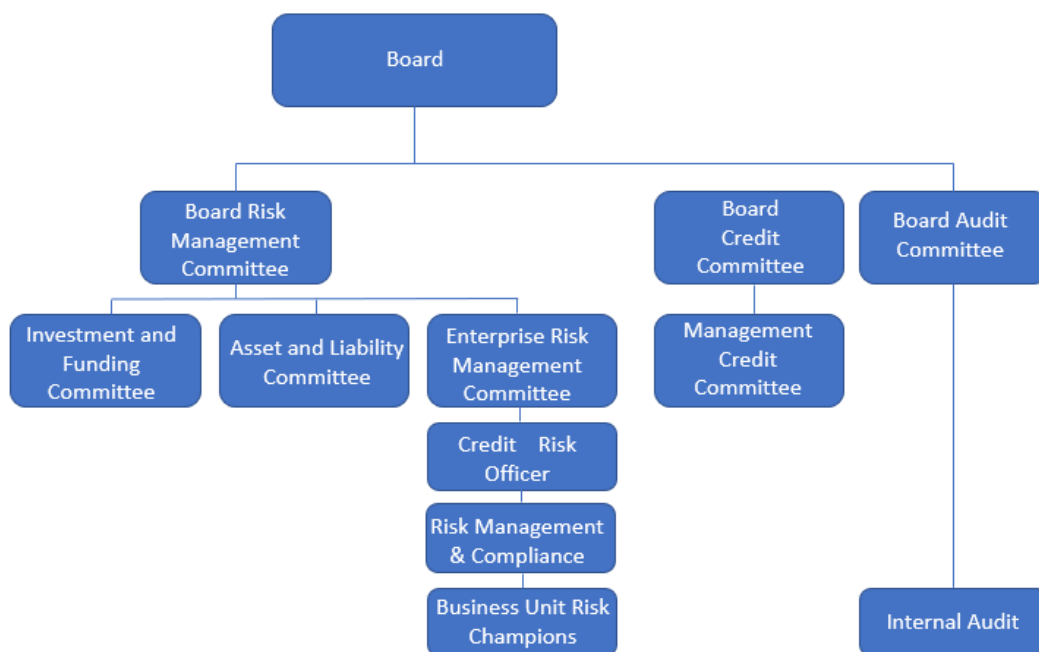 Board
Board Risk
Management
Committee
Board
Credit
Committee
Board Audit
Committee
Investment and
Funding
Committee
Asset and Liability
Committee
Enterprise Risk
Management
Committee
Management
Credit
Committee
Credit Risk
Officer
Risk Management
& Compliance
Business Unit Risk
Champions
Internal Audit